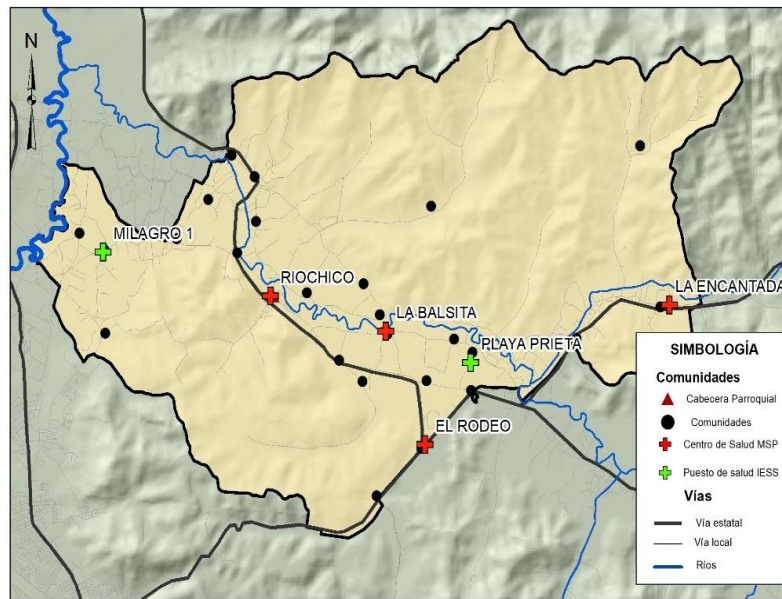 N
MILAGRO 1
RIOCHICO
LA ENCANTADA
LA BALSITA
PLAYA PRIETA
EL RODEO
SIMBOLOGÍA
Comunidades
Cabecera Parroquial
Comunidades
Centro de Salud MSP
Puesto de salud IESS
Vías
Vía estatal
Vía local
Ríos